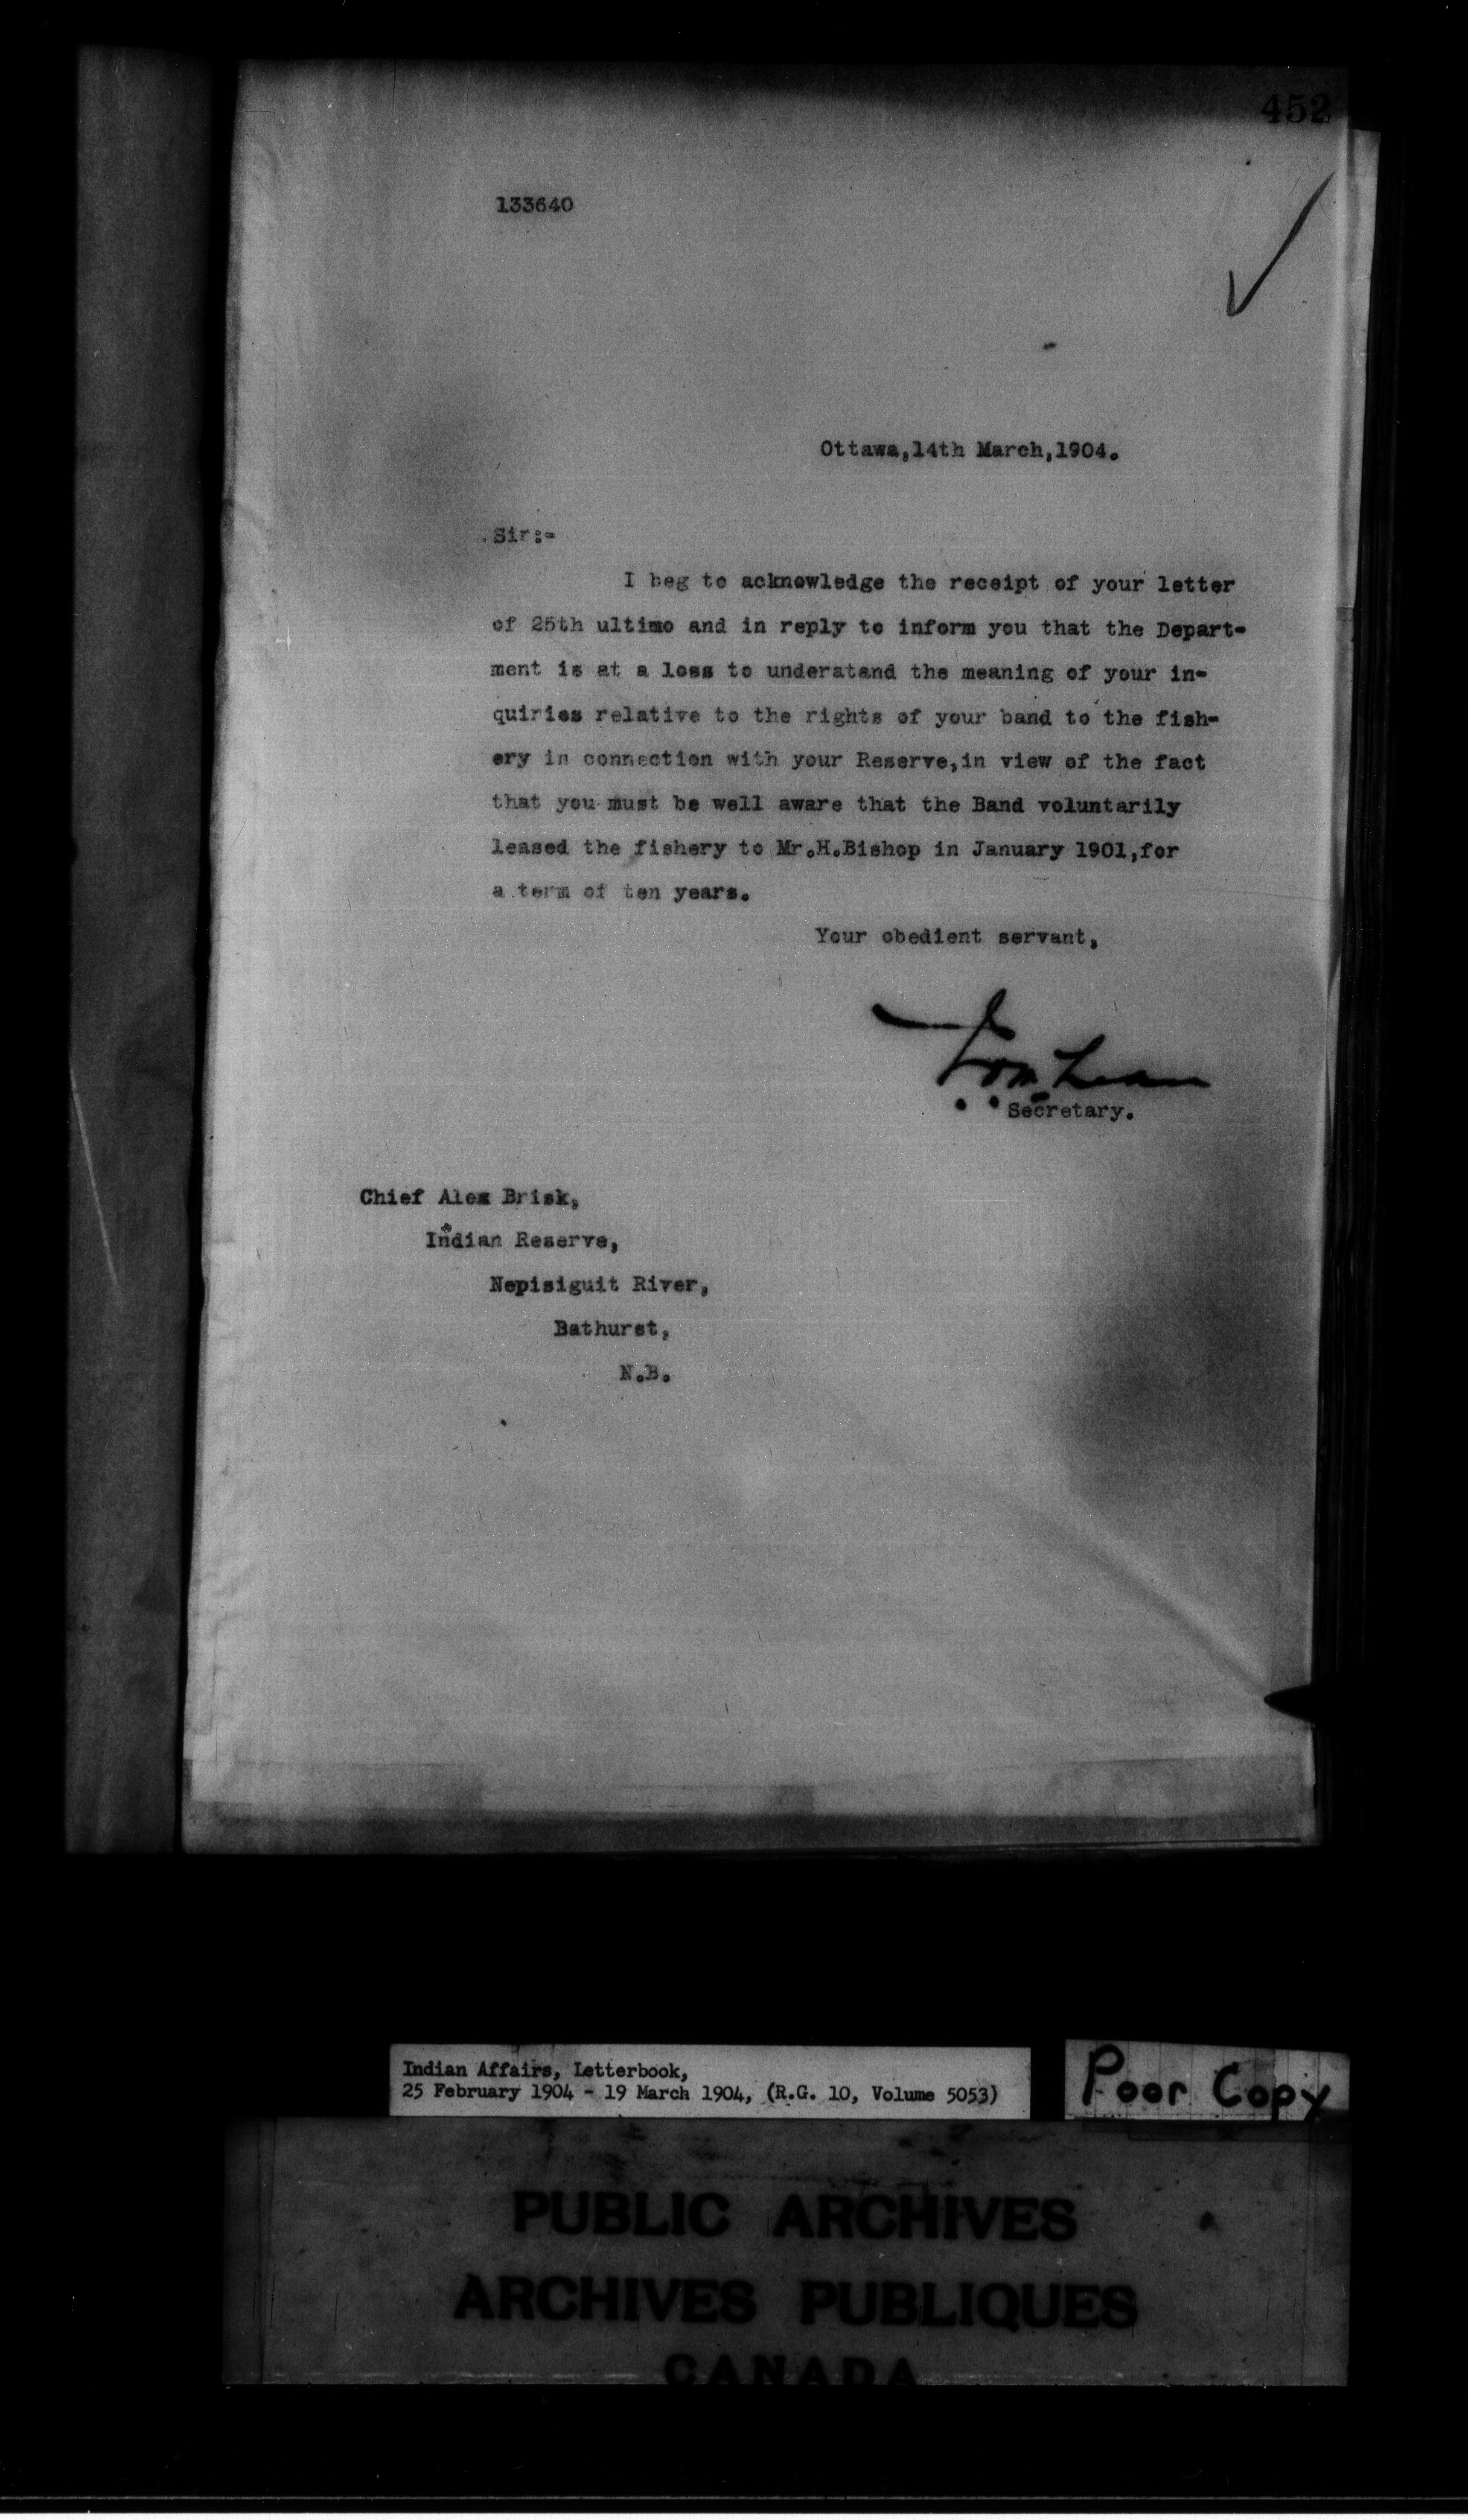 452
133640
Ottawa,14th March,1904.
Sir:-
I beg to acknowledge the receipt of your letter
of 25th ultimo and in reply to inform you that the Depart-
ment is at a loss to understand the meaning of your in-
quiries relative to the rights of your band to the fish-
ery in connection with your Reserve,in view of the fact
that you must be well aware that the Band voluntarily
leased the fishery to Mr.H.Bishop in January 1901,for
a term of ten years.
Your obedient servant,
Secretary.
Chief Alex Brisk,
Indian Reserve,
Nepisiguit River,
Bathurst,
N.B.
Indian Affairs, Letterbook,
25 February 1904 - 19 March 1904, (R.G. 10, Volume 5053)
Poor Copy
PUBLIC ARCHIVES
ARCHIVES PUBLIQUES
CANADA